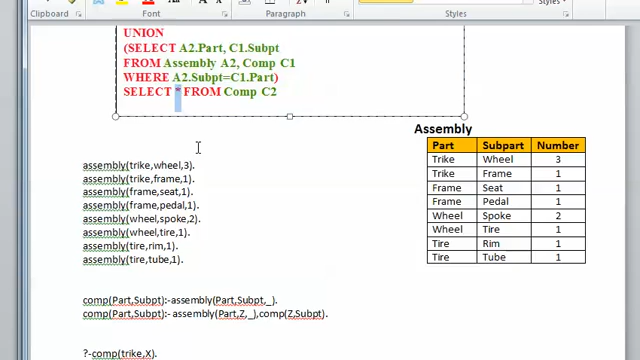 Clipboard
Font
Paragraph
Styles
UNION
(SELECT A2.Part, C1.Subpt
FROM Assembly A2, Comp C1
WHERE A2.Subpt=C1.Part)
SELECT * FROM Comp C2
Assembly
Part Subpart Number
Trike Wheel 3
Trike Frame 1
Frame Seat 1
Frame Pedal 1
Wheel Spoke 2
Wheel Tire 1
Tire Rim 1
Tire Tube 1
assembly(trike,wheel,3).
assembly(trike,frame,1).
assembly(frame,seat,1).
assembly(frame,pedal,1).
assembly(wheel,spoke,2).
assembly(wheel,tire,1).
assembly(tire,rim,1).
assembly(tire,tube,1).
comp(Part,Subpt):-assembly(Part,Subpt,_).
comp(Part,Subpt):- assembly(Part,Z,_),comp(Z,Subpt).
?-comp(trike,X).